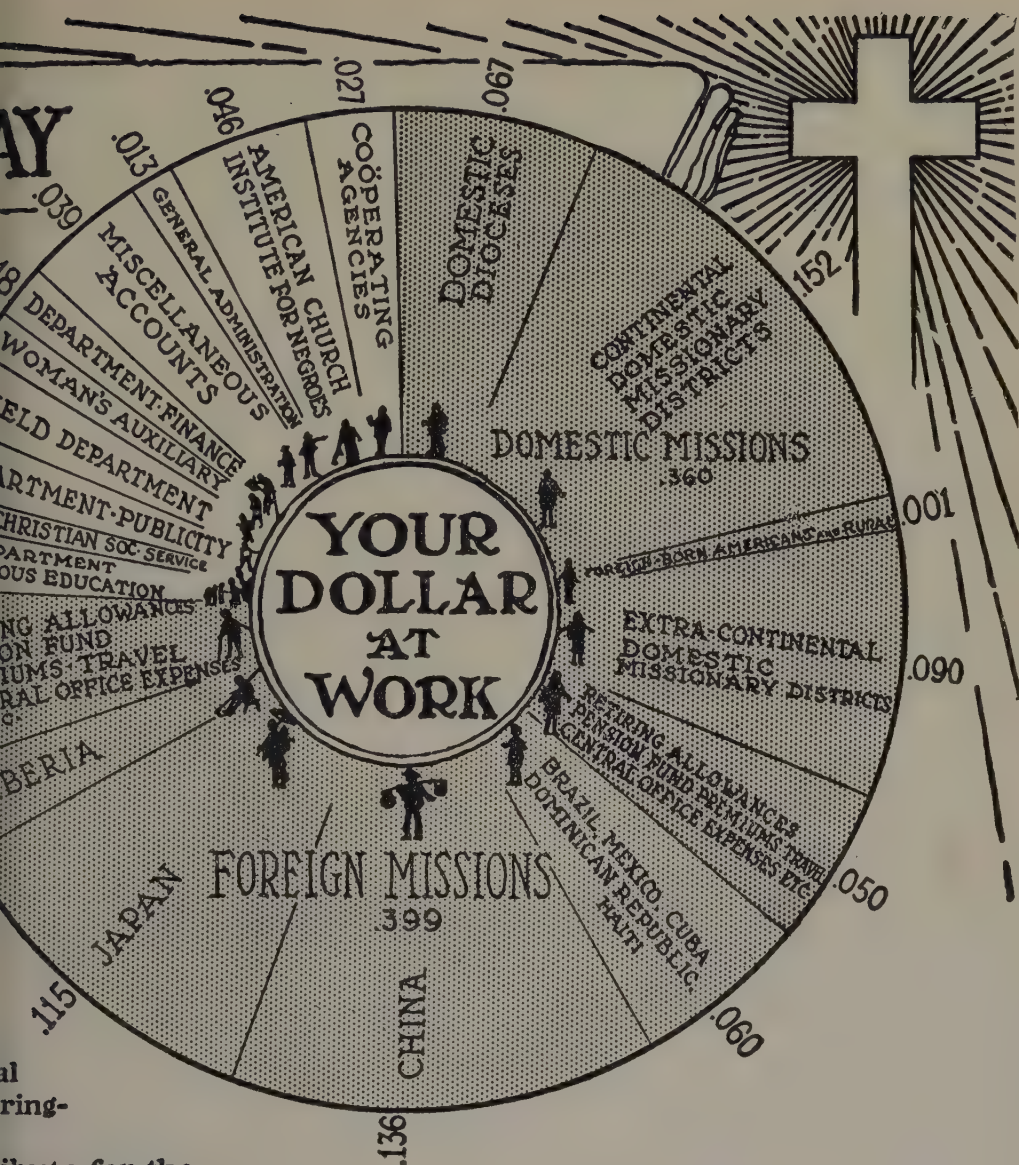 AY
.027
.067
.046
.013
.039
COÖPERATING
AGENCIES
AMERICAN CHURCH
INSTITUTE FOR NEGROES
GENERAL ADMINISTRATION
MISCELLANEOUS
ACCOUNTS
DEPARTMENT-FINANCE
WOMAN'S AUXILIARY
ELD DEPARTMENT
ARTMENT-PUBLICITY
CHRISTIAN SOC. SERVICE
PARTMENT
OUS EDUCATION
NG ALLOWANCES
ON FUND
IUMS-TRAVEL
RAL OFFICE EXPENSES
C.
BERIA
JAPAN
.115
DOMESTIC
DIOCESES
CONTINENTAL
DOMESTIC
MISSIONARY
DISTRICTS
.152
DOMESTIC MISSIONS
.360
FOREIGN-BORN AMERICANS AND RURAL
.001
EXTRA-CONTINENTAL
DOMESTIC
MISSIONARY DISTRICTS
.090
RETIRING ALLOWANCES
PENSION FUND PREMIUMS TRAVEL
CENTRAL OFFICE EXPENSES ETC.
.050
BRAZIL, MEXICO, CUBA
DOMINICAN REPUBLIC,
HAITI
.060
YOUR
DOLLAR
AT
WORK
FOREIGN MISSIONS
.399
CHINA
.136
al
ring-